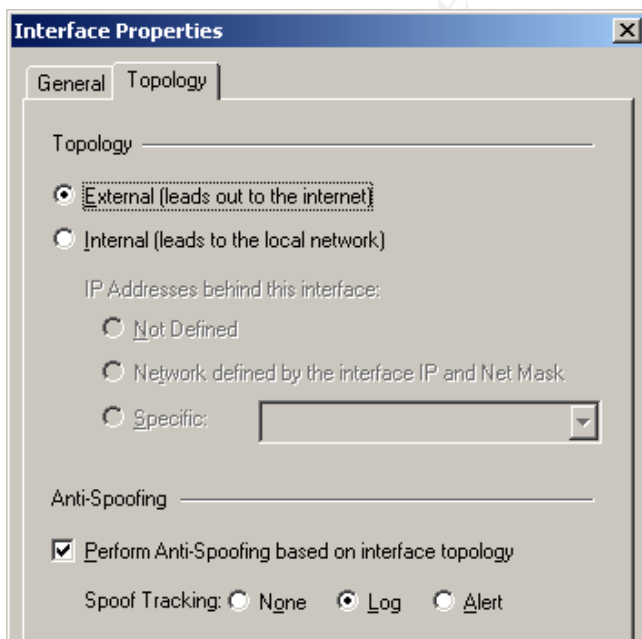 Interface Properties
General
Topology
Topology
External (leads out to the internet)
Internal (leads to the local network)
IP Addresses behind this interface:
Not Defined
Network defined by the interface IP and Net Mask
Specific:
Anti-Spoofing
Perform Anti-Spoofing based on interface topology
Spoof Tracking: None Log Alert